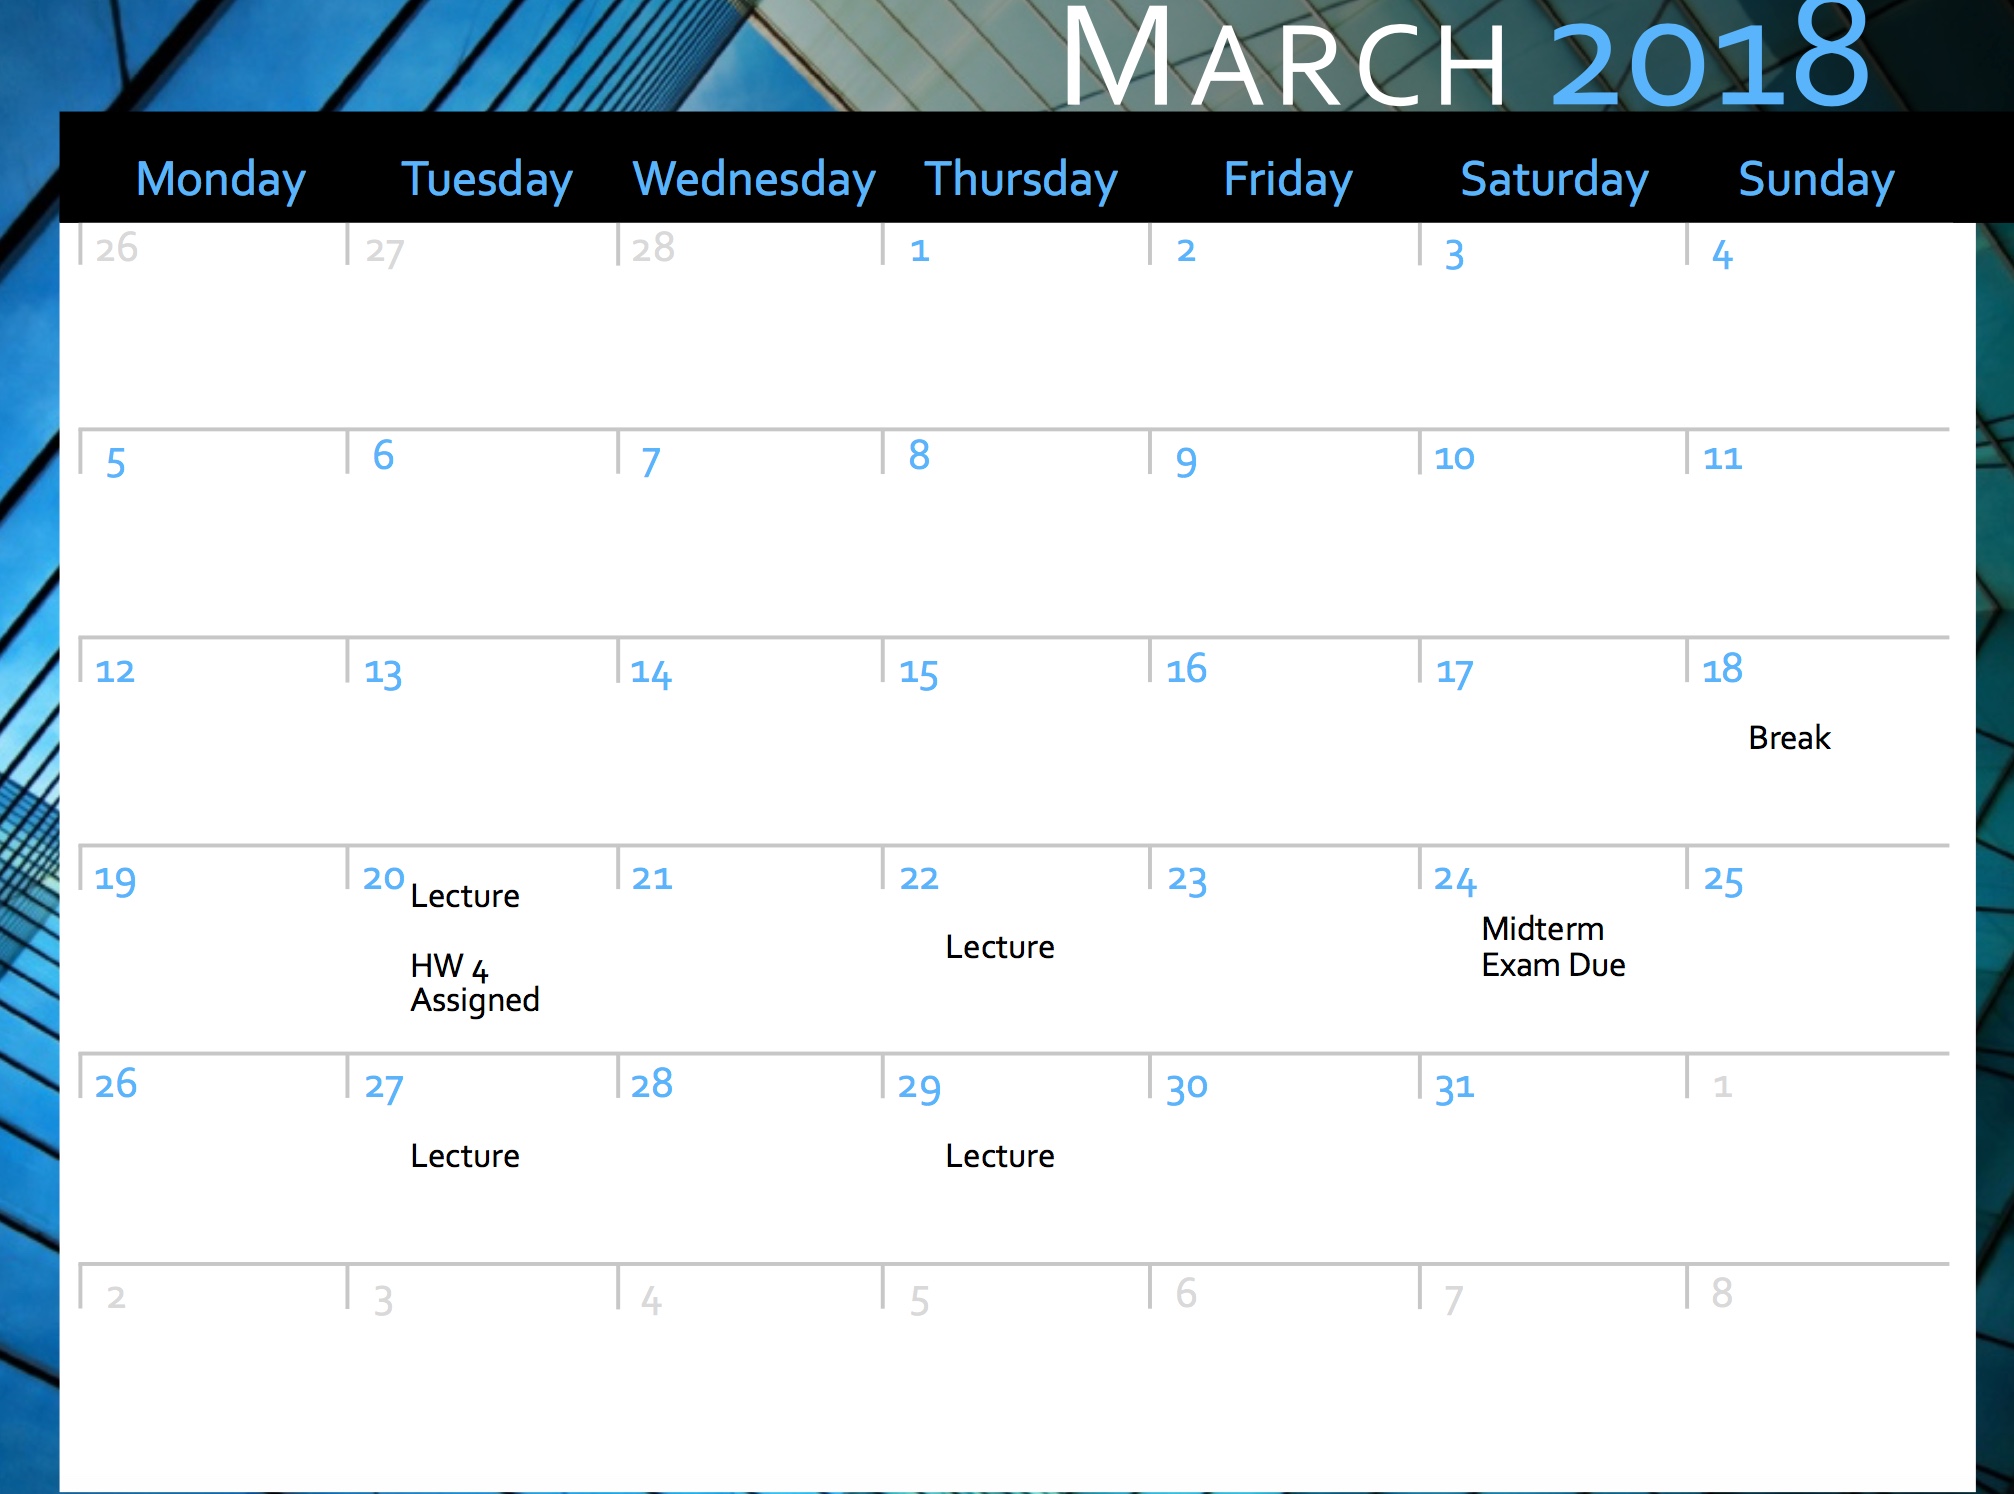 March 2018
Monday Tuesday Wednesday Thursday Friday Saturday Sunday
26 27 28 1 2 3 4
5 6 7 8 9 10 11
12 13 14 15 16 17 18
Break
19 20 21 22 23 24 25
Lecture
HW 4
Assigned
Lecture
Midterm
Exam Due
26 27 28 29 30 31 1
Lecture Lecture
2 3 4 5 6 7 8